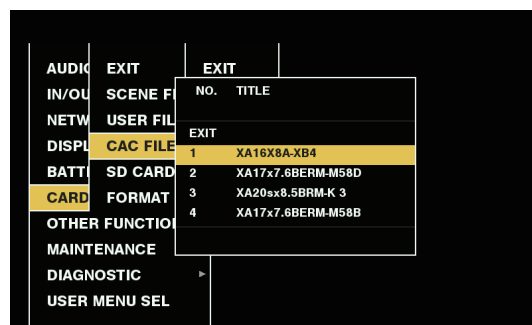 AUDIO
IN/OU
NETW
DISPL
BATT
CARD
OTHER FUNCTIO
MAINTENANCE
DIAGNOSTIC
USER MENU SEL
EXIT
SCENE FI
USER FIL
CAC FILE
SD CARD
FORMAT
EXIT
NO. TITLE
EXIT
1 XA16X8A-XB4
2 XA17x7.6BERM-M58D
3 XA20sx8.5BRM-K 3
4 XA17x7.6BERM-M58B